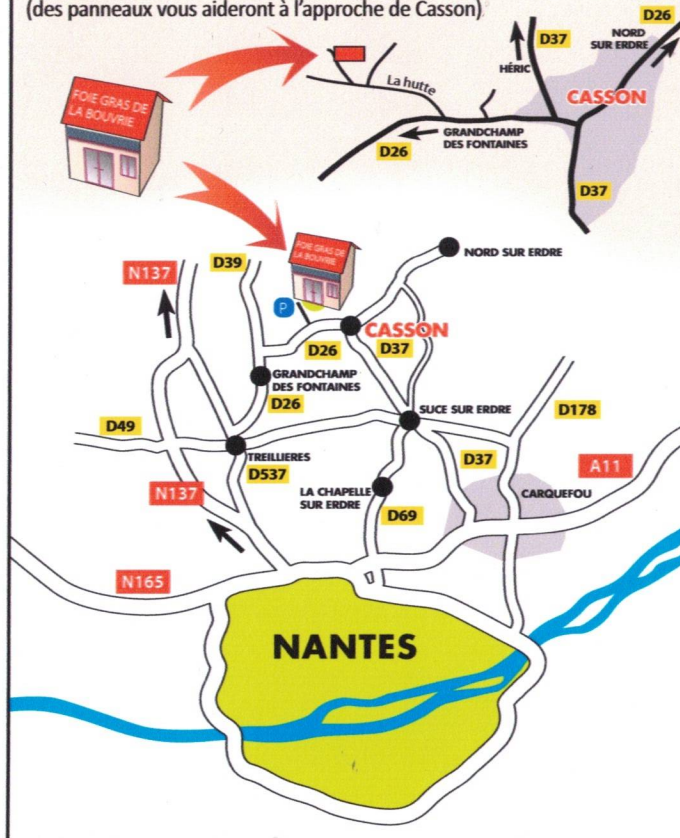 (des panneaux vous aideront à l'approche de Casson)
D26
D37
NORD
SUR ERDRE
HÉRIC
CASSON
La hutte
FOIE GRAS DE
LA BOUVRIE
GRANDCHAMP
DES FONTAINES
D26
D37
FOIE GRAS DE
LA BOUVRIE
NORD SUR ERDRE
N137
D39
P
CASSON
D26
D37
GRANDCHAMP
DES FONTAINES
D26
SUCE SUR ERDRE
D178
D49
TREILLIERES
D537
D37
A11
N137
LA CHAPELLE
SUR ERDRE
CARQUEFOU
D69
N165
NANTES